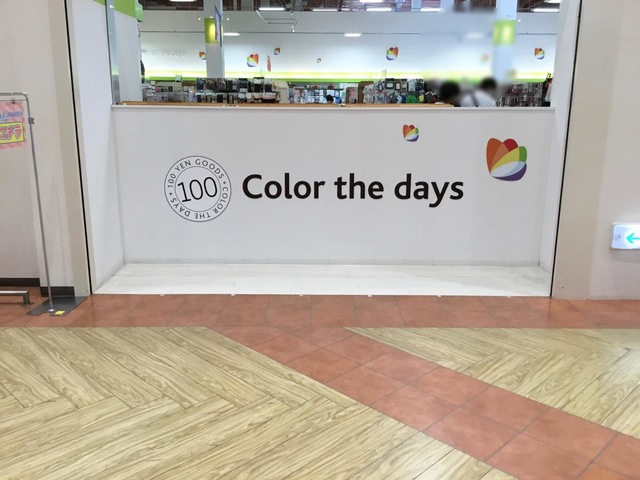 100 YEN GOODS • COLOR THE DAYS •
100
Color the days